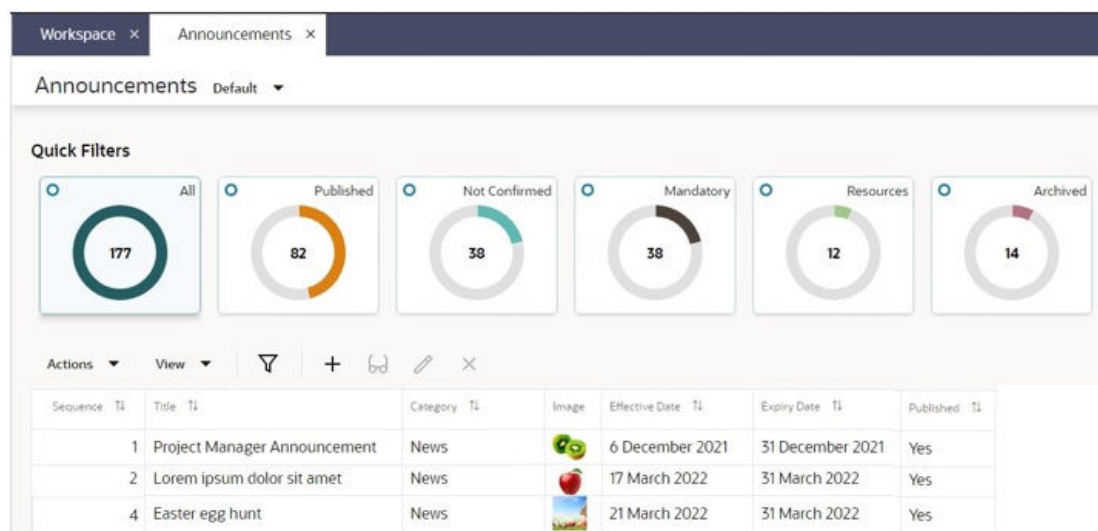 Workspace × Announcements ×
Announcements Default
Quick Filters
All Published Not Confirmed Mandatory Resources Archived
177 82 38 38 12 14
Actions View
Sequence Title Category Image Effective Date Expiry Date Published
1 Project Manager Announcement News 6 December 2021 31 December 2021 Yes
2 Lorem ipsum dolor sit amet News 17 March 2022 31 March 2022 Yes
4 Easter egg hunt News 21 March 2022 31 March 2022 Yes